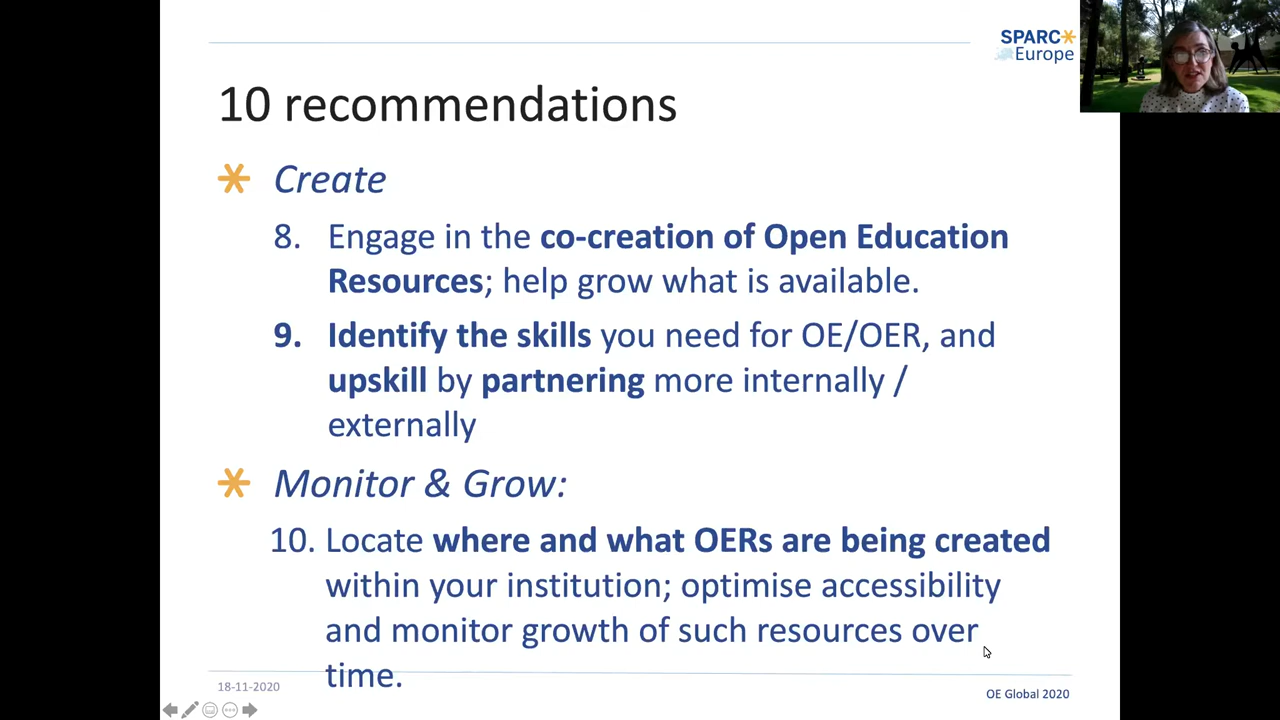 SPARC
Europe
10 recommendations
Create
8. Engage in the co-creation of Open Education
Resources; help grow what is available.
9. Identify the skills you need for OE/OER, and
upskill by partnering more internally /
externally
Monitor & Grow:
10. Locate where and what OERs are being created
within your institution; optimise accessibility
and monitor growth of such resources over
time.
18-11-2020
OE Global 2020